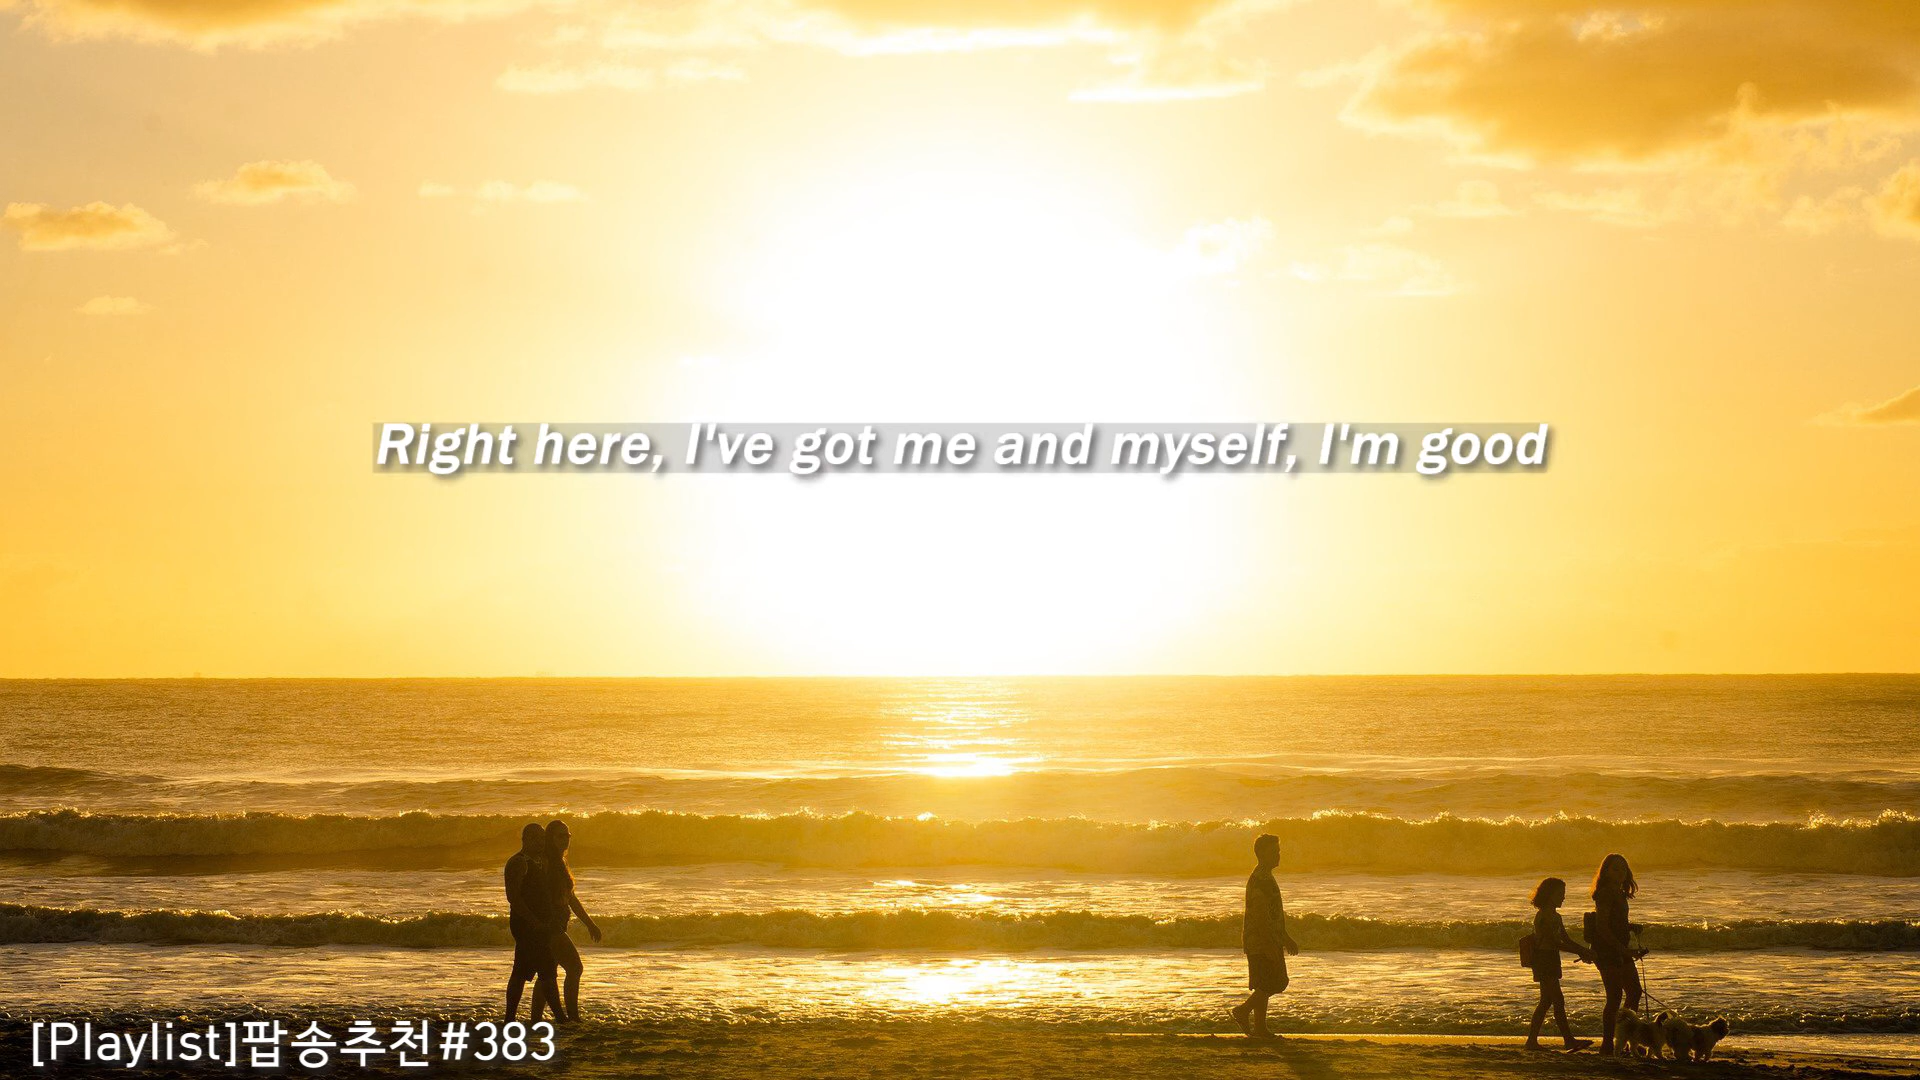 Right here, I've got me and myself, I'm good
[Playlist]팝송추천#383